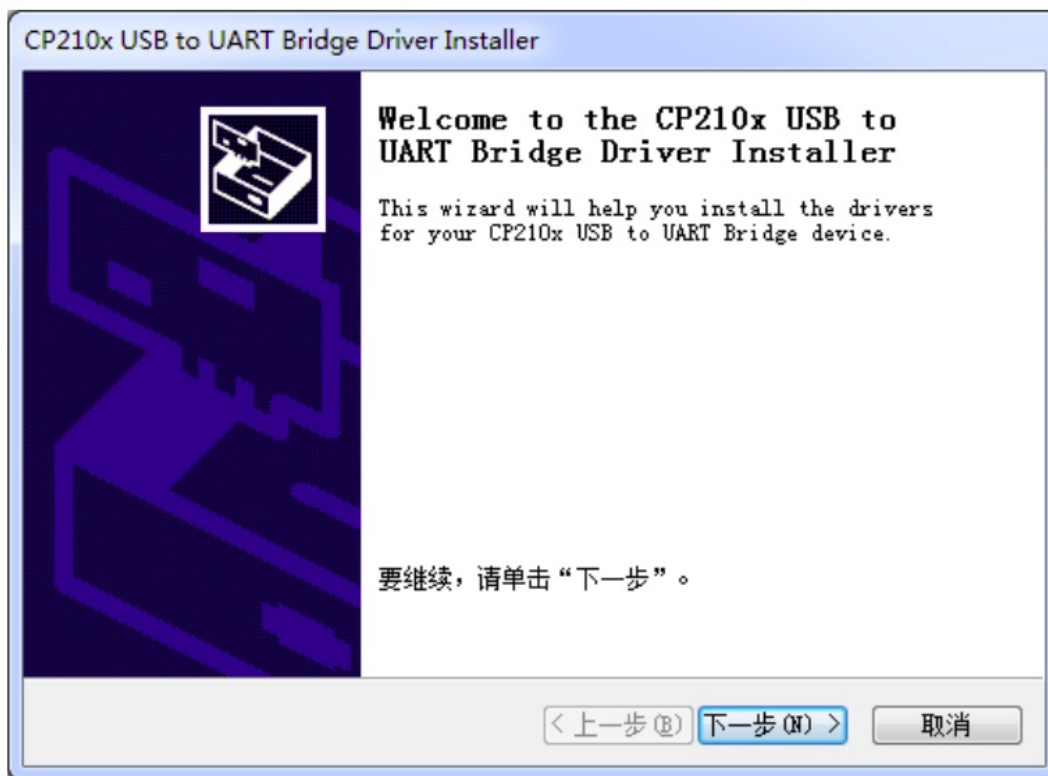 CP210x USB to UART Bridge Driver Installer
Welcome to the CP210x USB to
UART Bridge Driver Installer
This wizard will help you install the drivers
for your CP210x USB to UART Bridge device.
要继续，请单击“下一步”。
< 上一步(B) 下一步(N) > 取消